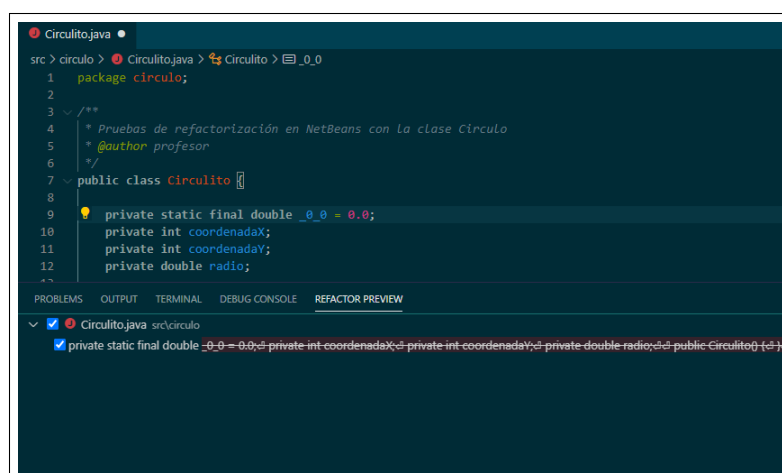 Circulito.java
src > circulo > Circulito.java > Circulito > _0_0
1 package circulo;
2
3 /**
4 * Pruebas de refactorización en NetBeans con la clase Circulo
5 * @author profesor
6 */
7 public class Circulito {
8
9 private static final double _0_0 = 0.0;
10 private int coordenadaX;
11 private int coordenadaY;
12 private double radio;
PROBLEMS OUTPUT TERMINAL DEBUG CONSOLE REFACTOR PREVIEW
Circulito.java src\circulo
private static final double _0_0 = 0.0;⏎ private int coordenadaX;⏎ private int coordenadaY;⏎ private double radio;⏎⏎ public Circulito() {⏎ }